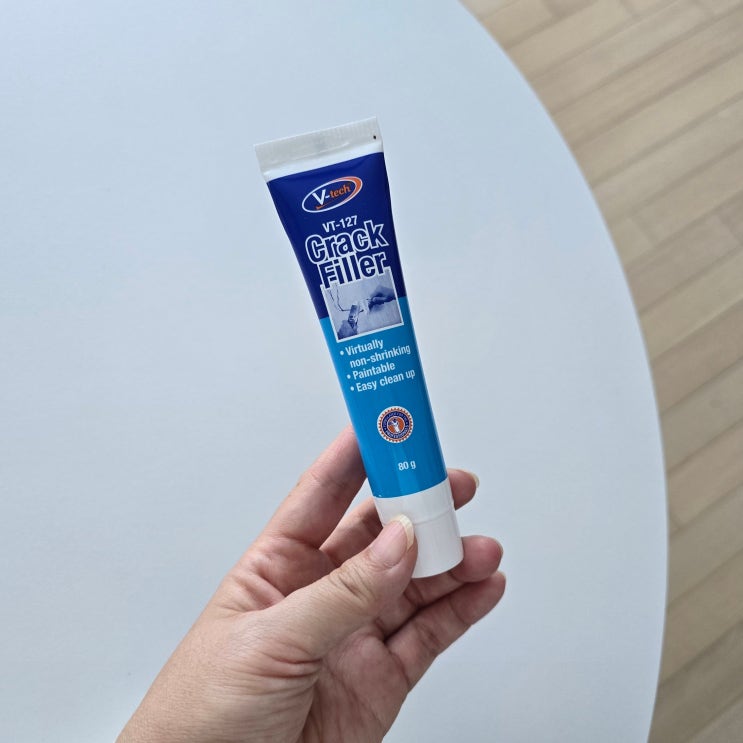 V-tech
VT-127
Crack
Filler
• Virtually
non-shrinking
• Paintable
• Easy clean up
80 g